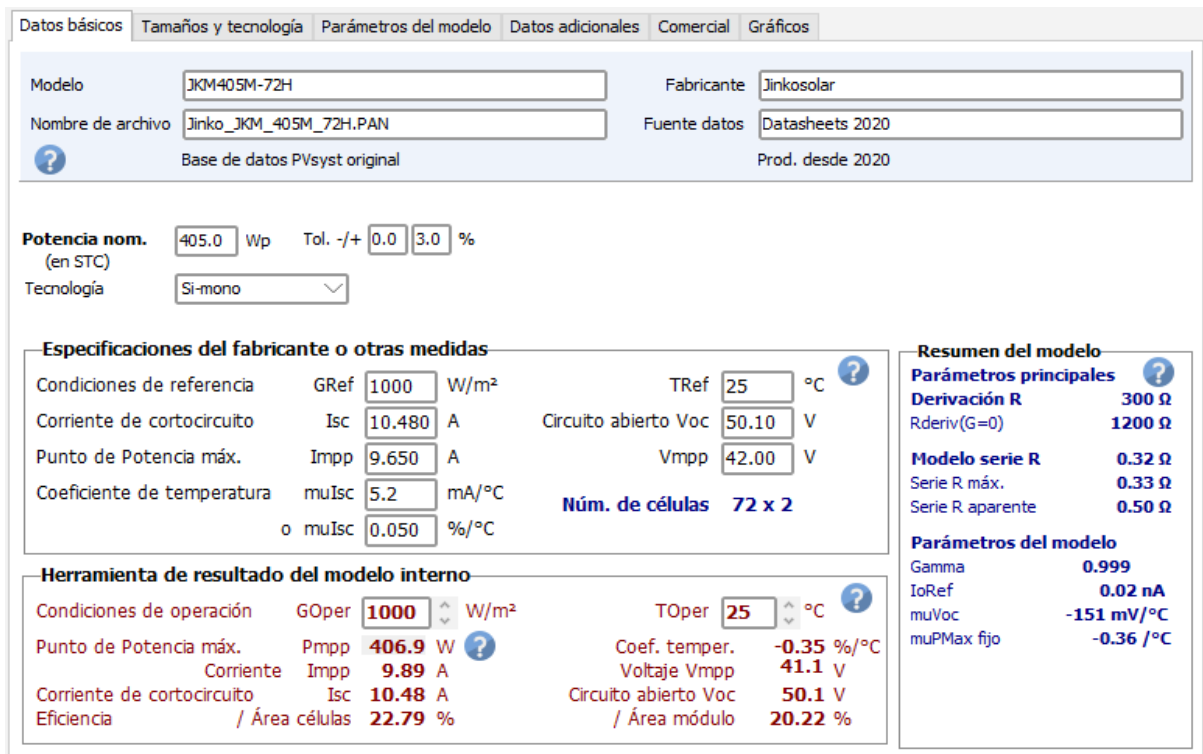 Datos básicos Tamaños y tecnología Parámetros del modelo Datos adicionales Comercial Gráficos
Modelo JKM405M-72H Fabricante Jinkosolar
Nombre de archivo Jinko_JKM_405M_72H.PAN Fuente datos Datasheets 2020
? Base de datos PVsyst original Prod. desde 2020
Potencia nom. 405.0 Wp Tol. -/+ 0.0 3.0 %
(en STC)
Tecnología Si-mono
Especificaciones del fabricante o otras medidas
Condiciones de referencia GRef 1000 W/m² TRef 25 °C ?
Corriente de cortocircuito Isc 10.480 A Circuito abierto Voc 50.10 V
Punto de Potencia máx. Impp 9.650 A Vmpp 42.00 V
Coeficiente de temperatura muIsc 5.2 mA/°C Núm. de células 72 x 2
o muIsc 0.050 %/°C
Herramienta de resultado del modelo interno
Condiciones de operación GOper 1000 W/m² TOper 25 °C ?
Punto de Potencia máx. Pmpp 406.9 W ? Coef. temper. -0.35 %/°C
Corriente Impp 9.89 A Voltaje Vmpp 41.1 V
Corriente de cortocircuito Isc 10.48 A Circuito abierto Voc 50.1 V
Eficiencia / Área células 22.79 % / Área módulo 20.22 %
Resumen del modelo
Parámetros principales ?
Derivación R 300 Ω
Rderiv(G=0) 1200 Ω
Modelo serie R 0.32 Ω
Serie R máx. 0.33 Ω
Serie R aparente 0.50 Ω
Parámetros del modelo
Gamma 0.999
IoRef 0.02 nA
muVoc -151 mV/°C
muPMax fijo -0.36 /°C